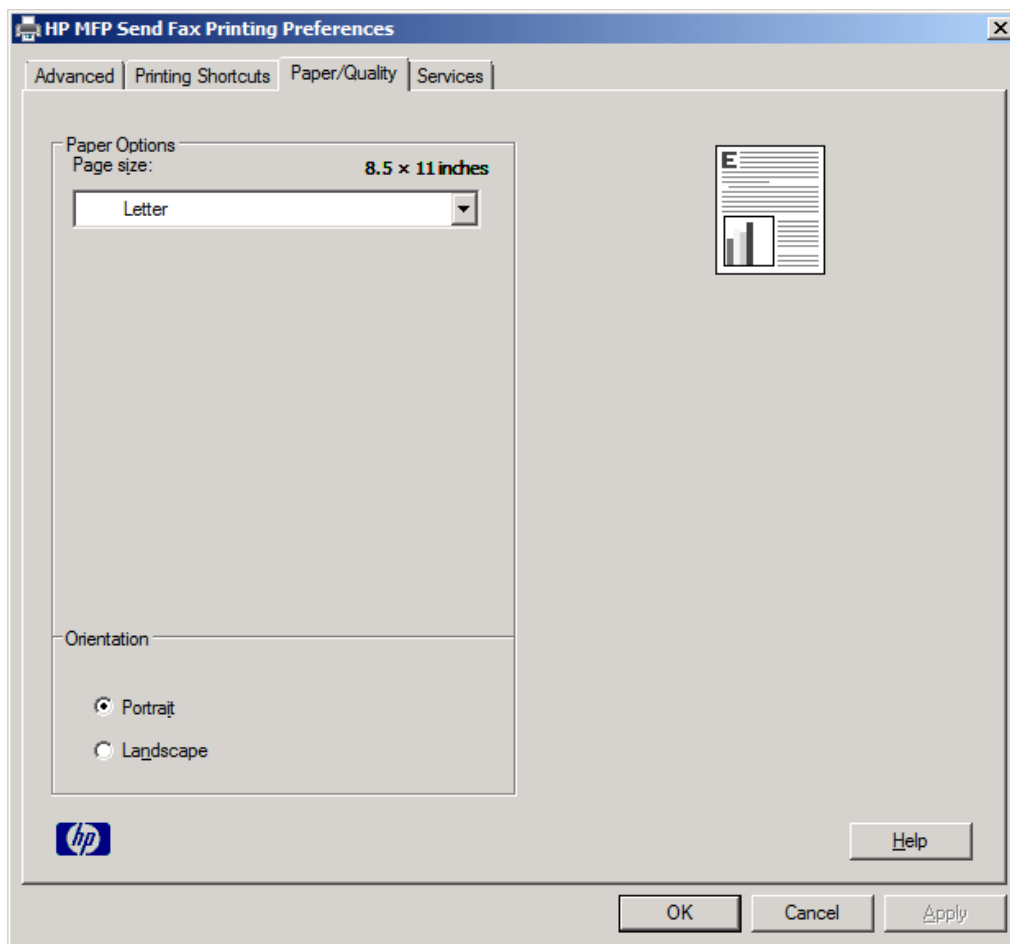 HP MFP Send Fax Printing Preferences
Advanced Printing Shortcuts Paper/Quality Services
Paper Options
Page size: 8.5 × 11 inches
Letter
E
Orientation
Portrait
Landscape
hp
Help
OK Cancel Apply